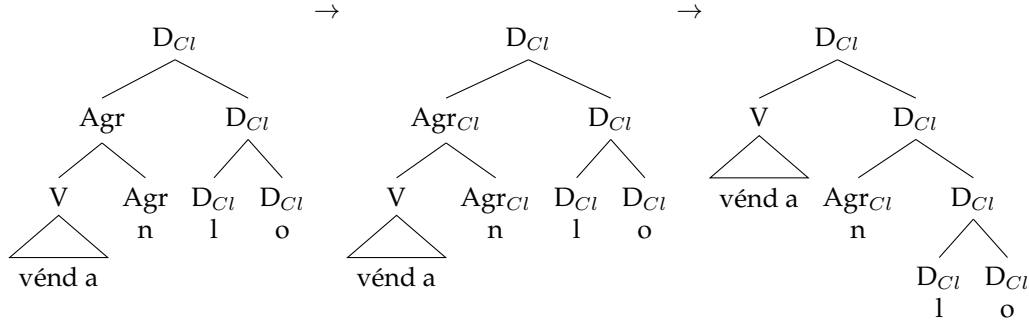 → →
D_Cl D_Cl D_Cl
Agr D_Cl Agr_Cl D_Cl V D_Cl
V Agr D_Cl D_Cl V Agr_Cl D_Cl D_Cl vénd a Agr_Cl D_Cl
n l o n l o n
vénd a vénd a D_Cl D_Cl
l o